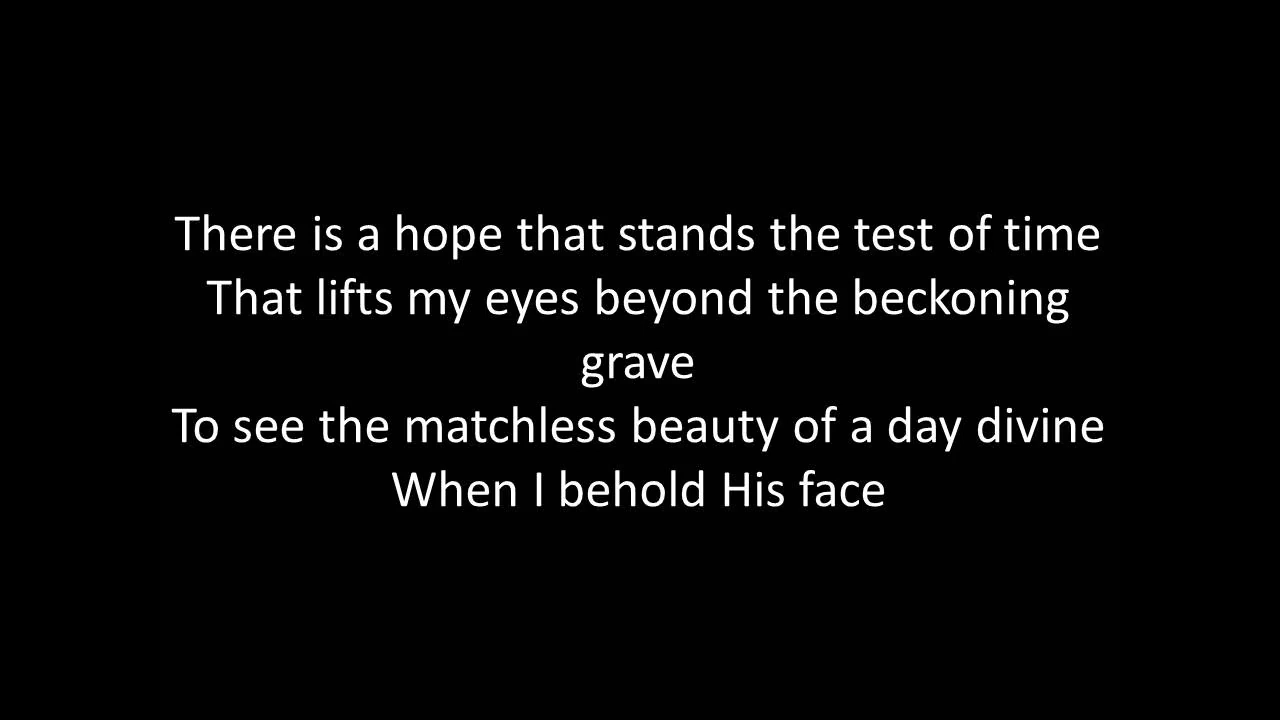 There is a hope that stands the test of time
That lifts my eyes beyond the beckoning
grave
To see the matchless beauty of a day divine
When I behold His face